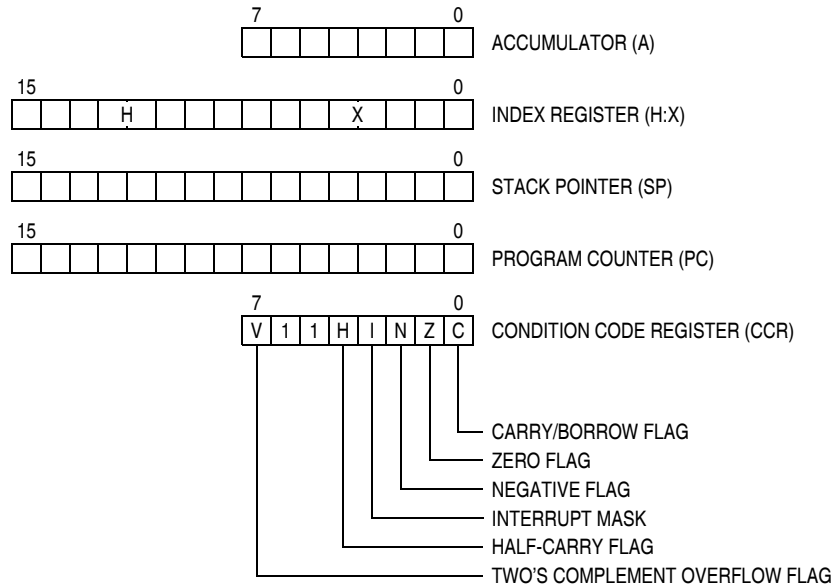 7 0
ACCUMULATOR (A)
15 0
H X INDEX REGISTER (H:X)
15 0
STACK POINTER (SP)
15 0
PROGRAM COUNTER (PC)
7 0
V 1 1 H I N Z C CONDITION CODE REGISTER (CCR)
CARRY/BORROW FLAG
ZERO FLAG
NEGATIVE FLAG
INTERRUPT MASK
HALF-CARRY FLAG
TWO'S COMPLEMENT OVERFLOW FLAG